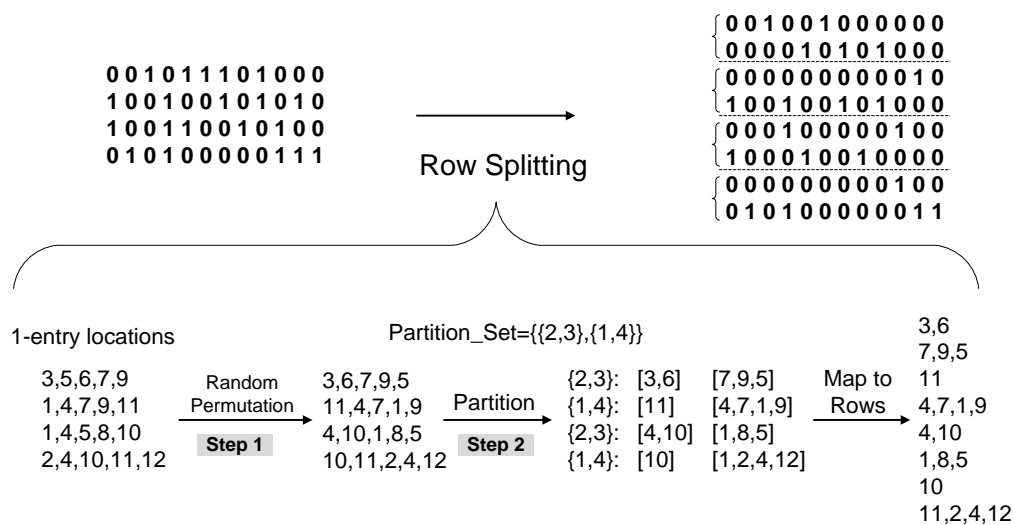 0 0 1 0 1 1 1 0 1 0 0 0
1 0 0 1 0 0 1 0 1 0 1 0
1 0 0 1 1 0 0 1 0 1 0 0
0 1 0 1 0 0 0 0 0 1 1 1
Row Splitting
0 0 1 0 0 1 0 0 0 0 0 0
0 0 0 0 1 0 1 0 1 0 0 0
0 0 0 0 0 0 0 0 0 0 1 0
1 0 0 1 0 0 1 0 1 0 0 0
0 0 0 1 0 0 0 0 0 1 0 0
1 0 0 0 1 0 0 1 0 0 0 0
0 0 0 0 0 0 0 0 0 1 0 0
0 1 0 1 0 0 0 0 0 0 1 1
1-entry locations
3,5,6,7,9
1,4,7,9,11
1,4,5,8,10
2,4,10,11,12
Random
Permutation
Step 1
3,6,7,9,5
11,4,7,1,9
4,10,1,8,5
10,11,2,4,12
Partition
Step 2
Partition_Set={{2,3},{1,4}}
{2,3}: [3,6] [7,9,5]
{1,4}: [11] [4,7,1,9]
{2,3}: [4,10] [1,8,5]
{1,4}: [10] [1,2,4,12]
Map to
Rows
3,6
7,9,5
11
4,7,1,9
4,10
1,8,5
10
11,2,4,12